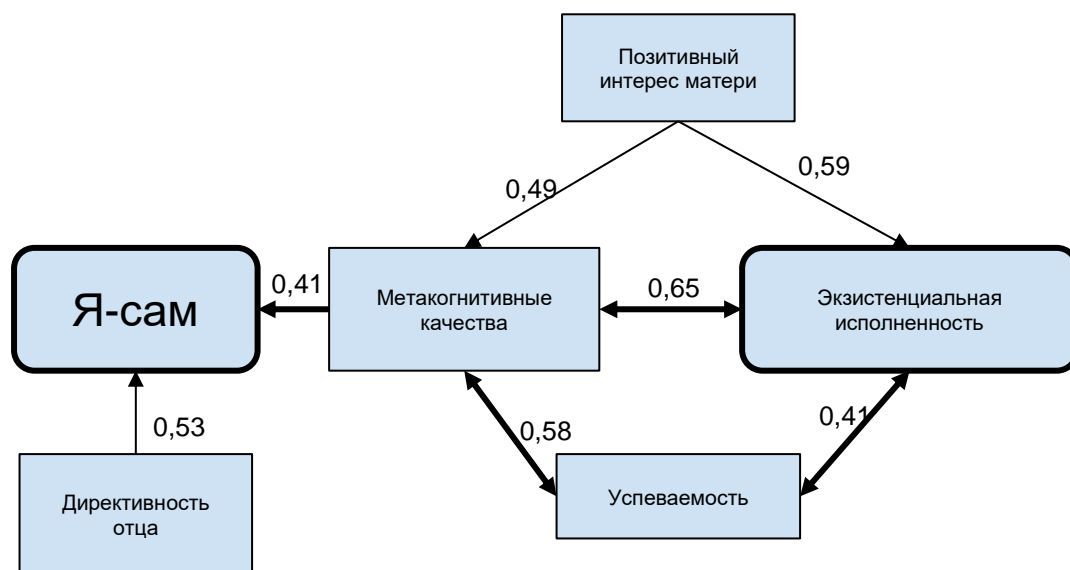 Позитивный
интерес матери
0,49
0,59
Я-сам
0,41
Метакогнитивные
качества
0,65
Экзистенциальная
исполненность
0,53
0,58
0,41
Директивность
отца
Успеваемость